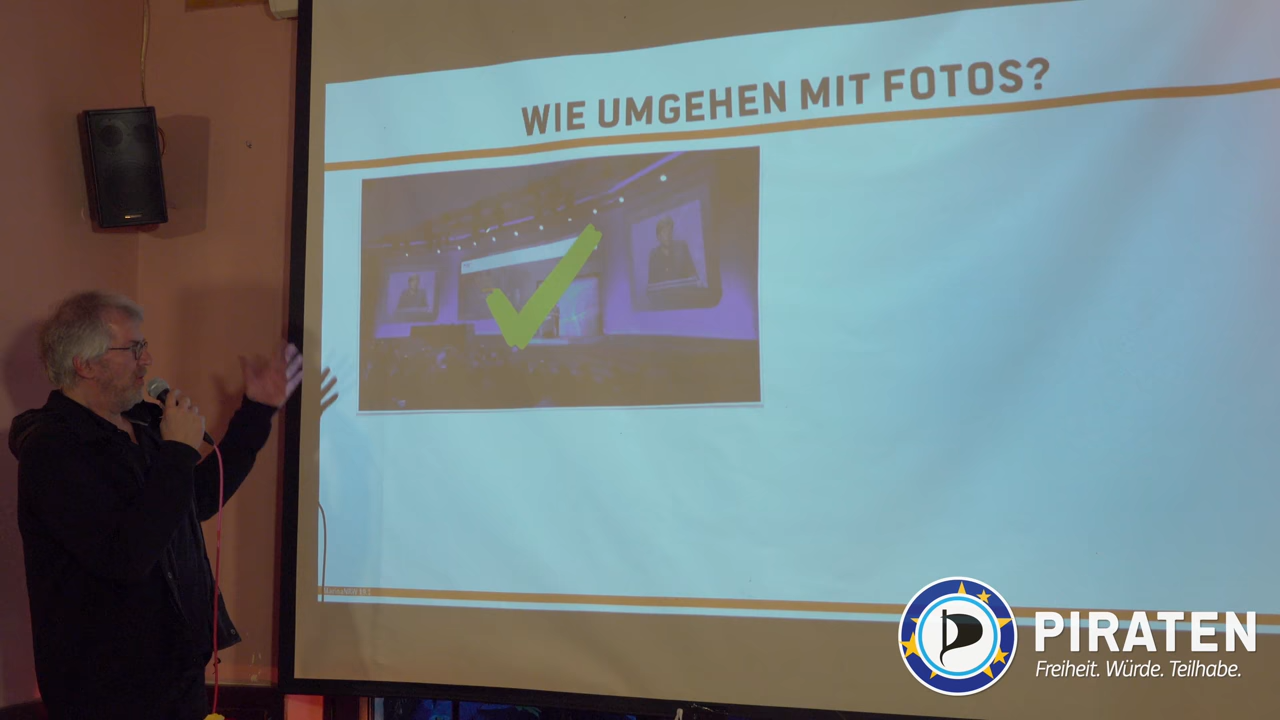 WIE UMGEHEN MIT FOTOS?
PIRATEN
Freiheit. Würde. Teilhabe.